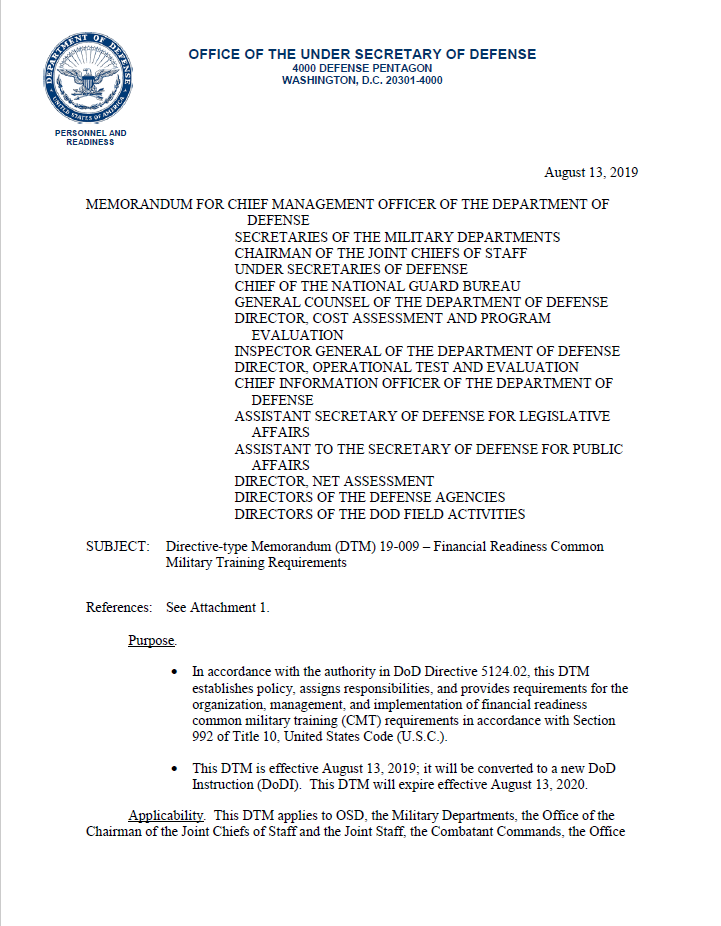 DEPARTMENT OF DEFENSE
UNITED STATES OF AMERICA
PERSONNEL AND
READINESS
OFFICE OF THE UNDER SECRETARY OF DEFENSE
4000 DEFENSE PENTAGON
WASHINGTON, D.C. 20301-4000
August 13, 2019
MEMORANDUM FOR CHIEF MANAGEMENT OFFICER OF THE DEPARTMENT OF
DEFENSE
SECRETARIES OF THE MILITARY DEPARTMENTS
CHAIRMAN OF THE JOINT CHIEFS OF STAFF
UNDER SECRETARIES OF DEFENSE
CHIEF OF THE NATIONAL GUARD BUREAU
GENERAL COUNSEL OF THE DEPARTMENT OF DEFENSE
DIRECTOR, COST ASSESSMENT AND PROGRAM
EVALUATION
INSPECTOR GENERAL OF THE DEPARTMENT OF DEFENSE
DIRECTOR, OPERATIONAL TEST AND EVALUATION
CHIEF INFORMATION OFFICER OF THE DEPARTMENT OF
DEFENSE
ASSISTANT SECRETARY OF DEFENSE FOR LEGISLATIVE
AFFAIRS
ASSISTANT TO THE SECRETARY OF DEFENSE FOR PUBLIC
AFFAIRS
DIRECTOR, NET ASSESSMENT
DIRECTORS OF THE DEFENSE AGENCIES
DIRECTORS OF THE DOD FIELD ACTIVITIES
SUBJECT: Directive-type Memorandum (DTM) 19-009 – Financial Readiness Common
Military Training Requirements
References: See Attachment 1.
Purpose.
• In accordance with the authority in DoD Directive 5124.02, this DTM
establishes policy, assigns responsibilities, and provides requirements for the
organization, management, and implementation of financial readiness
common military training (CMT) requirements in accordance with Section
992 of Title 10, United States Code (U.S.C.).
• This DTM is effective August 13, 2019; it will be converted to a new DoD
Instruction (DoDI). This DTM will expire effective August 13, 2020.
Applicability. This DTM applies to OSD, the Military Departments, the Office of the
Chairman of the Joint Chiefs of Staff and the Joint Staff, the Combatant Commands, the Office